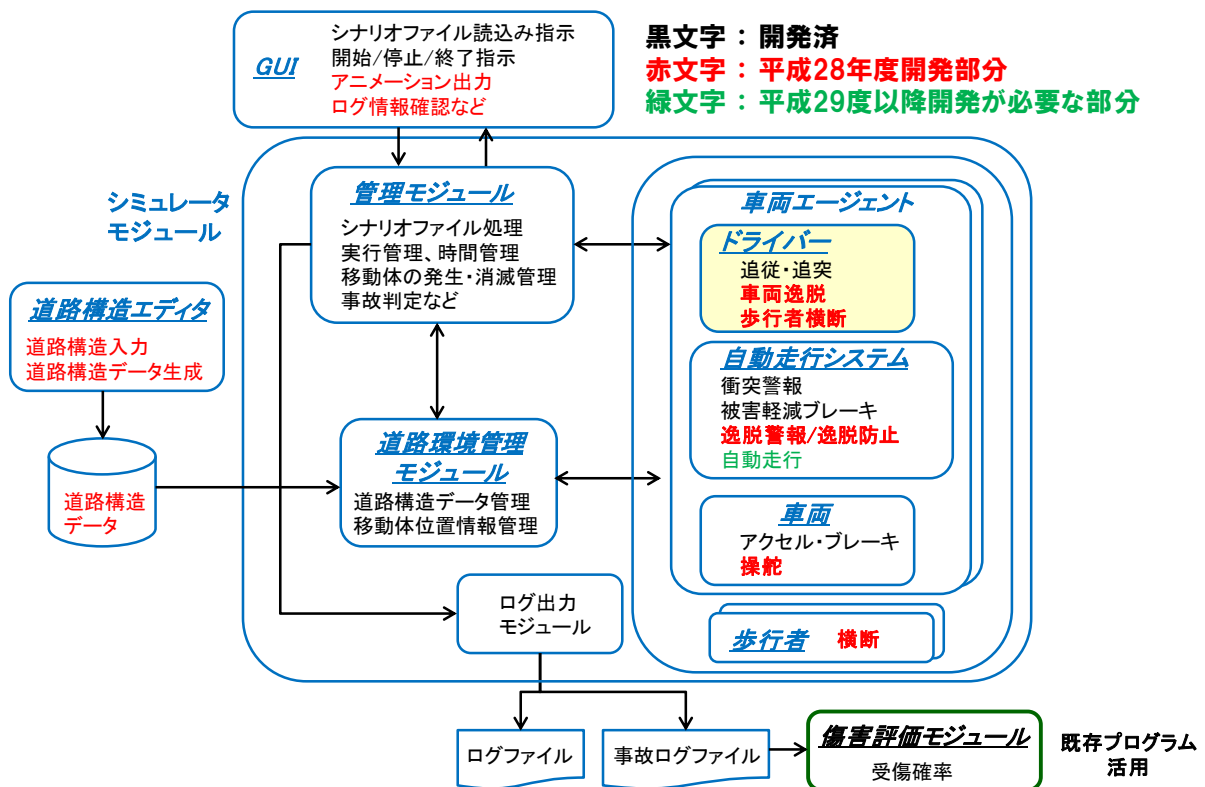 GUI
シナリオファイル読込み指示
開始/停止/終了指示
アニメーション出力
ログ情報確認など
黒文字 : 開発済
赤文字 : 平成28年度開発部分
緑文字 : 平成29度以降開発が必要な部分
シミュレータ
モジュール
管理モジュール
シナリオファイル処理
実行管理、時間管理
移動体の発生・消滅管理
事故判定など
道路構造エディタ
道路構造入力
道路構造データ生成
道路構造
データ
道路環境管理
モジュール
道路構造データ管理
移動体位置情報管理
ログ出力
モジュール
車両エージェント
ドライバー
追従・追突
車両逸脱
歩行者横断
自動走行システム
衝突警報
被害軽減ブレーキ
逸脱警報/逸脱防止
自動走行
車両
アクセル・ブレーキ
操舵
歩行者 横断
ログファイル
事故ログファイル
傷害評価モジュール
受傷確率
既存プログラム
活用